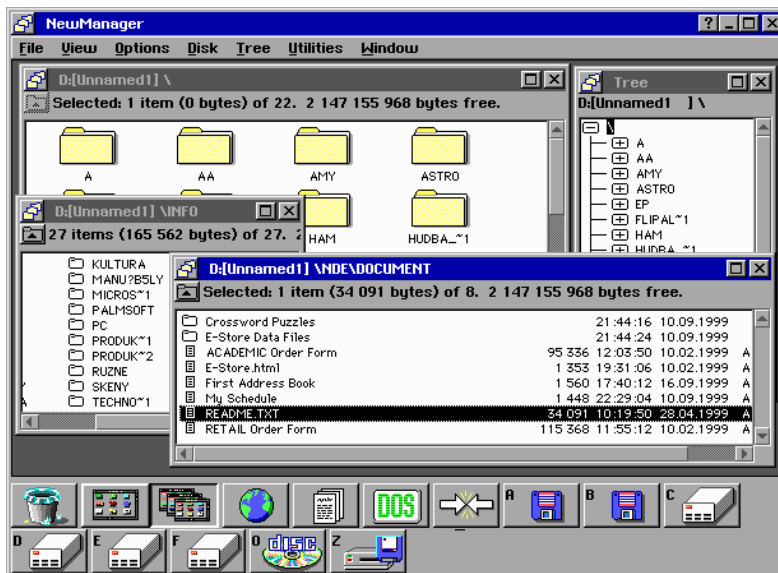 NewManager
File View Options Disk Tree Utilities Window
D:[Unnamed1] \
Selected: 1 item (0 bytes) of 22. 2 147 155 968 bytes free.
A AA AMY ASTRO
HAM HUDBA_~1
Tree
D:[Unnamed1 ] \
\
A
AA
AMY
ASTRO
EP
FLIPAL~1
HAM
HUDBA_~1
D:[Unnamed1] \INFO
27 items (165 562 bytes) of 27. 2
KULTURA
MANU?B5LY
MICROS~1
PALMSOFT
PC
PRODUK~1
PRODUK~2
RUZNE
SKENY
TECHNO~1
D:[Unnamed1] \NDE\DOCUMENT
Selected: 1 item (34 091 bytes) of 8. 2 147 155 968 bytes free.
Crossword Puzzles 21:44:16 10.09.1999
E-Store Data Files 21:44:24 10.09.1999
ACADEMIC Order Form 95 336 12:03:50 10.02.1999 A
E-Store.html 1 353 19:31:06 10.02.1999 A
First Address Book 1 560 17:40:12 16.09.1999 A
My Schedule 1 448 22:29:04 10.09.1999 A
README.TXT 34 091 10:19:50 28.04.1999 A
RETAIL Order Form 115 368 11:55:12 10.02.1999 A
DOS A B C
D E F O disc Z